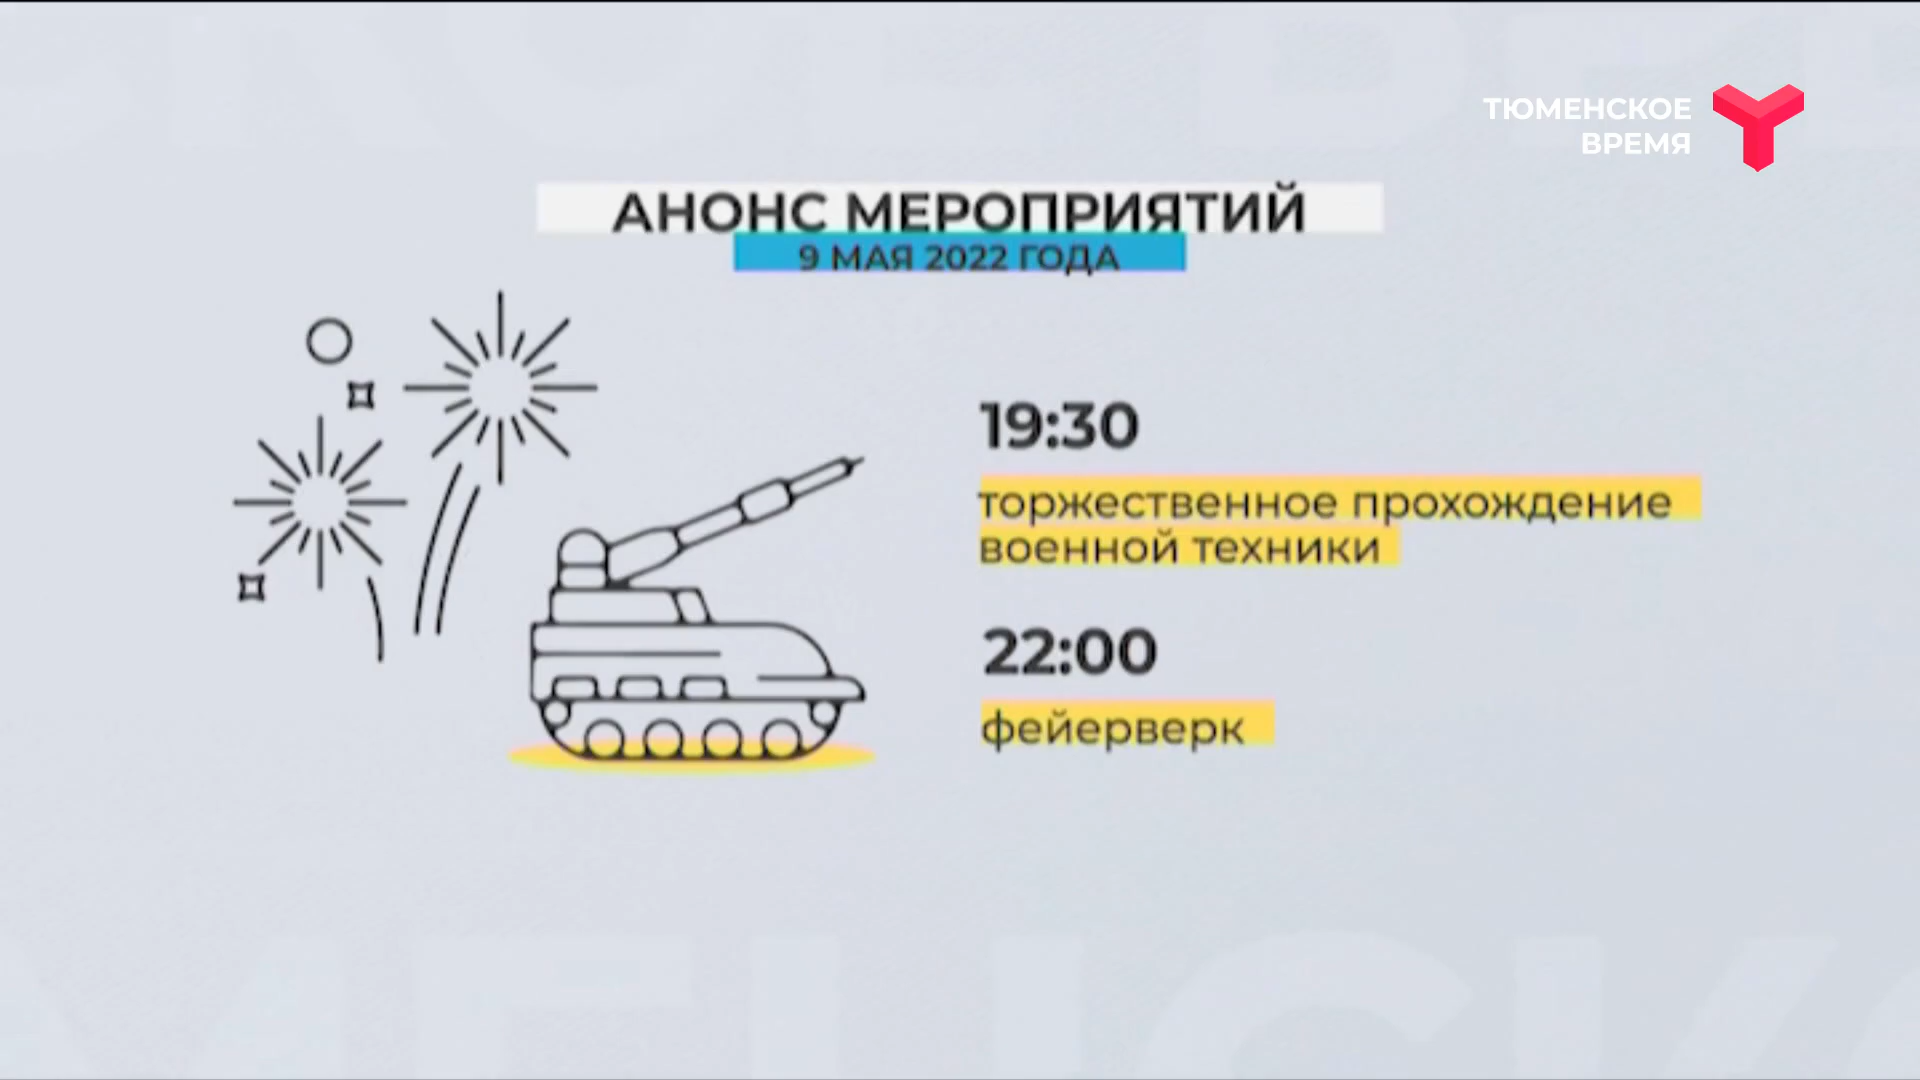 ТЮМЕНСКОЕ
ВРЕМЯ
АНОНС МЕРОПРИЯТИЙ
9 МАЯ 2022 ГОДА
19:30
торжественное прохождение
военной техники
22:00
фейерверк